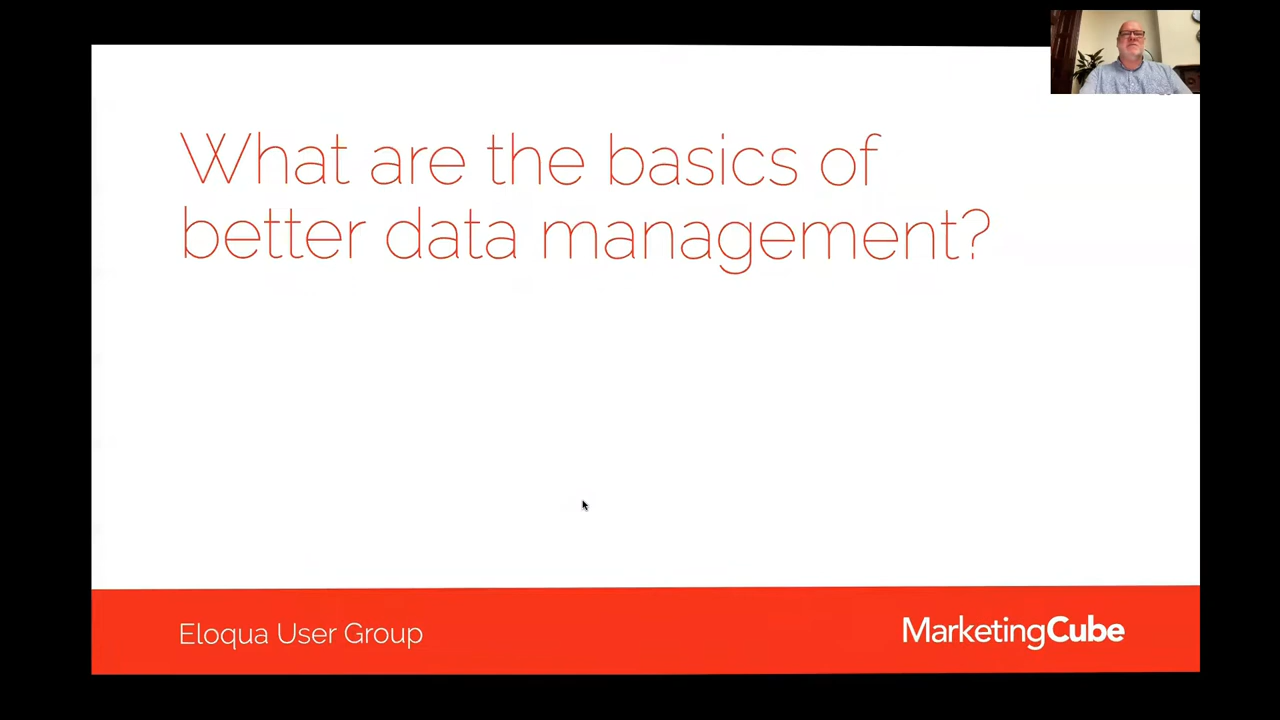 What are the basics of
better data management?
Eloqua User Group
MarketingCube